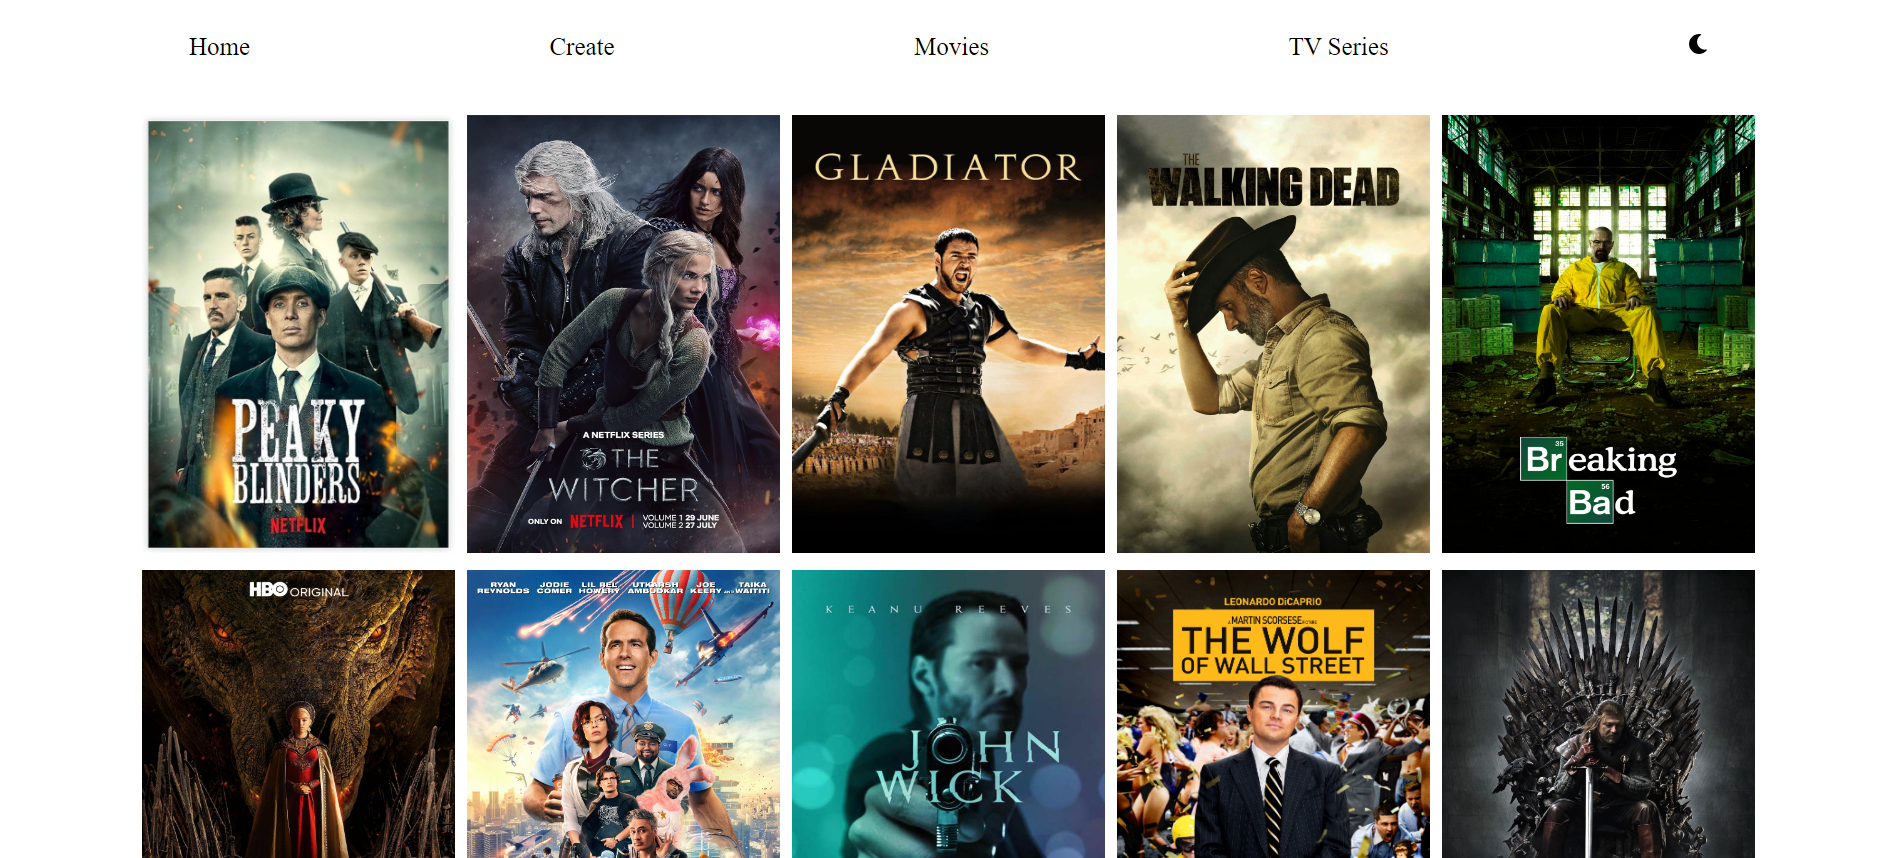 Home
Create
Movies
TV Series
PEAKY
BLINDERS
NETFLIX
A NETFLIX SERIES
THE
WITCHER
ONLY ON NETFLIX | VOLUME 1 29 JUNE
VOLUME 2 27 JULY
GLADIATOR
THE
WALKING DEAD
35
Breaking
56
Bad
HBO ORIGINAL
RYAN REYNOLDS
JODIE COMER
LIL REL HOWERY
UTKARSH AMBUDKAR
JOE KEERY
AND TAIKA WAITITI
KEANU REEVES
JOHN
WICK
LEONARDO DiCAPRIO
A MARTIN SCORSESE PICTURE
THE WOLF
OF WALL STREET